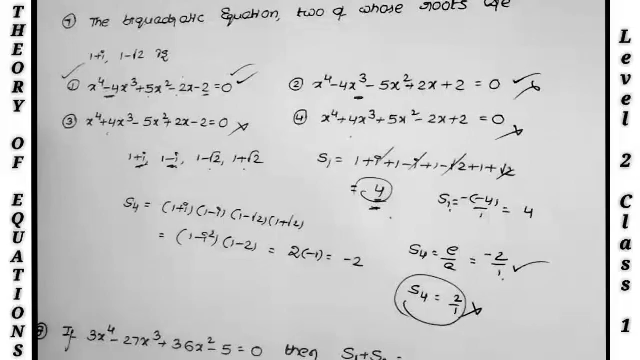 THEORY OF EQUATIONS
⑦ The biquadratic Equation, two of whose roots are
1+i, 1-√2 is
① x⁴-4x³+5x²-2x-2=0
② x⁴-4x³-5x²+2x+2=0
③ x⁴+4x³-5x²+2x-2=0
④ x⁴+4x³+5x²-2x+2=0
1+i, 1-i, 1-√2, 1+√2
S₁ = 1+i+1-i+1-√2+1+√2
= 4
S₁ = -(-4)/1 = 4
S₄ = (1+i)(1-i)(1-√2)(1+√2)
= (1-i²)(1-2) = 2(-1) = -2
S₄ = e/a = -2/1
S₄ = 2/1
If 3x⁴-27x³+36x²-5=0 then
Level 2 Class 1